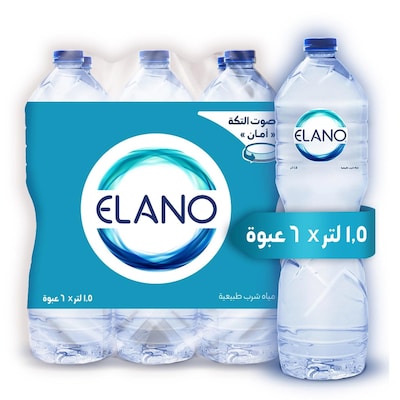 صوت التكة
« أمان »
ELANO
مياه شرب طبيعية
١,٥ لتر x ٦ عبوة
ELANO
١,٥ لتر x ٦ عبوة